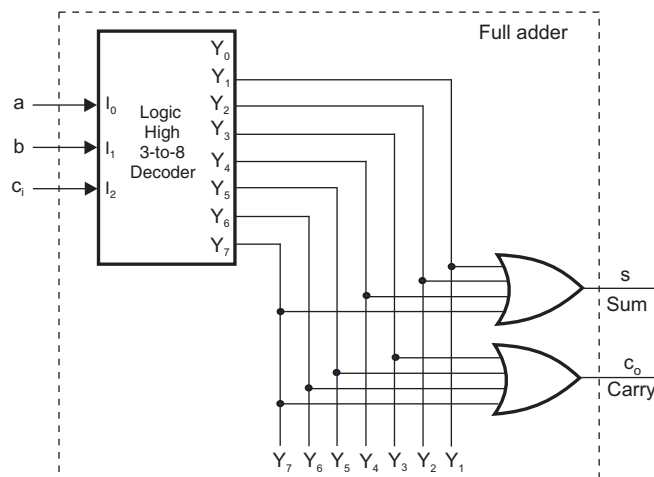 Full adder
a
b
cᵢ
I₀
I₁
I₂
Logic
High
3-to-8
Decoder
Y₀
Y₁
Y₂
Y₃
Y₄
Y₅
Y₆
Y₇
s
Sum
cₒ
Carry
Y₇ Y₆ Y₅ Y₄ Y₃ Y₂ Y₁